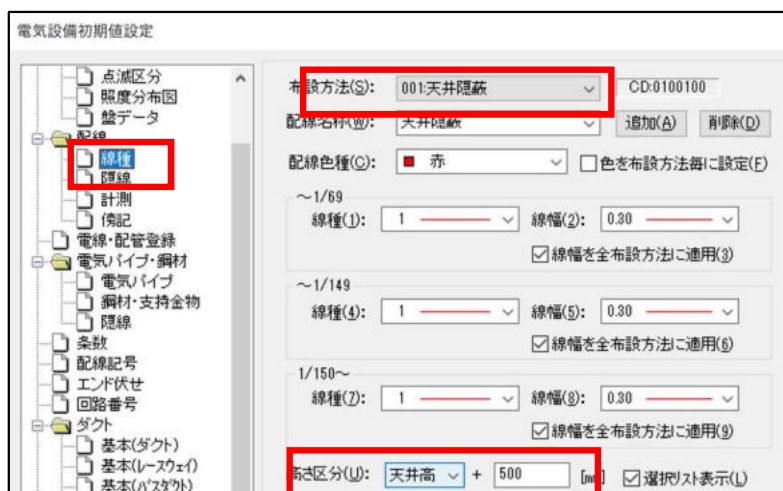 電気設備初期値設定
点滅区分
照度分布図
盤データ
配線
線種
隠線
計測
傍記
電線・配管登録
電気パイプ・鋼材
電気パイプ
鋼材・支持金物
隠線
条数
配線記号
エンド伏せ
回路番号
ダクト
基本(ダクト)
基本(レースウェイ)
基本(バスダクト)
布設方法(S): 001:天井隠蔽 CD:0100100
配線名称(W): 天井隠蔽 追加(A) 削除(D)
配線色種(C): 赤 色を布設方法毎に設定(F)
～1/69
線種(1): 1 線幅(2): 0.30
線幅を全布設方法に適用(3)
～1/149
線種(4): 1 線幅(5): 0.30
線幅を全布設方法に適用(6)
1/150～
線種(7): 1 線幅(8): 0.30
線幅を全布設方法に適用(9)
高さ区分(U): 天井高 + 500 [mm] 選択リスト表示(L)